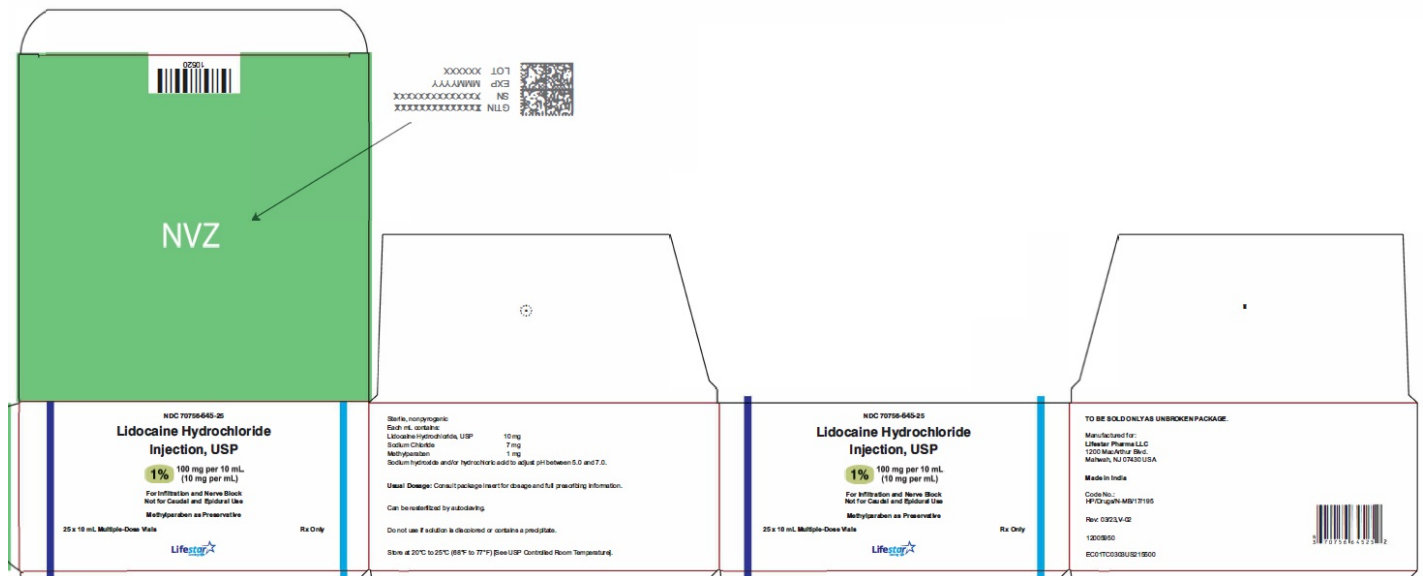 10520
GTIN XXXXXXXXXXXXXX
SN XXXXXXXXXXXXXX
EXP MMMYYYY
LOT XXXXXX
NVZ
NDC 70756-645-25
Lidocaine Hydrochloride
Injection, USP
1%
100 mg per 10 mL
(10 mg per mL)
For Infiltration and Nerve Block
Not for Caudal and Epidural Use
Methylparaben as Preservative
25 x 10 mL Multiple-Dose Vials
Rx Only
Lifestar
Sterile, nonpyrogenic
Each mL contains:
Lidocaine Hydrochloride, USP 10 mg
Sodium Chloride 7 mg
Methylparaben 1 mg
Sodium hydroxide and/or hydrochloric acid to adjust pH between 5.0 and 7.0.
Usual Dosage: Consult package insert for dosage and full prescribing information.
Can be resterilized by autoclaving.
Do not use if solution is discolored or contains a precipitate.
Store at 20°C to 25°C (68°F to 77°F) [See USP Controlled Room Temperature].
NDC 70756-645-25
Lidocaine Hydrochloride
Injection, USP
1%
100 mg per 10 mL
(10 mg per mL)
For Infiltration and Nerve Block
Not for Caudal and Epidural Use
Methylparaben as Preservative
25 x 10 mL Multiple-Dose Vials
Rx Only
Lifestar
TO BE SOLD ONLY AS UNBROKEN PACKAGE.
Manufactured for:
Lifestar Pharma LLC
1200 MacArthur Blvd.
Mahwah, NJ 07430 USA
Made in India
Code No.:
HP/Drugs/N-MB/17/195
Rev: 03/23,V-02
12005950
EC01TC0303US215500
3 70756 64525 2